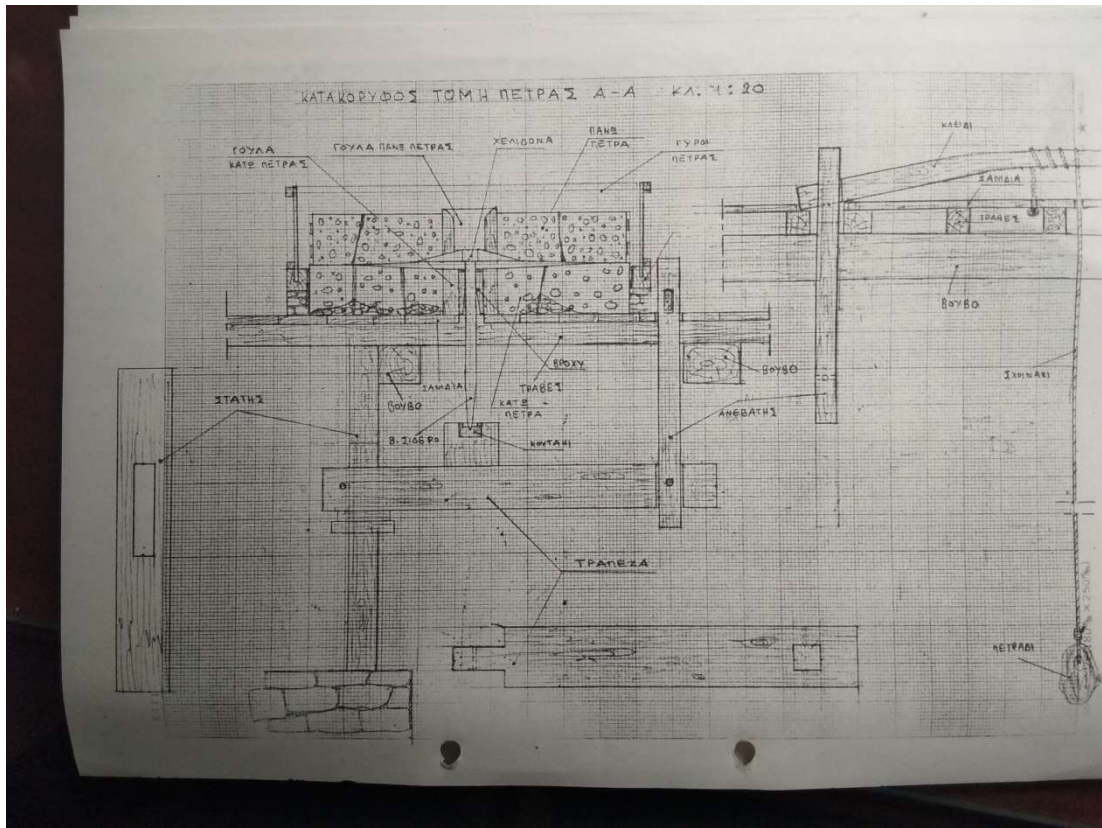 ΚΑΤΑΚΟΡΥΦΟΣ ΤΟΜΗ ΠΕΤΡΑΣ Α-Α ΚΛ: 1:20
ΓΟΥΛΑ
ΚΑΤΩ ΠΕΤΡΑΣ
ΓΟΥΛΑ ΠΑΝΩ ΠΕΤΡΑΣ
ΧΕΛΙΔΟΝΑ
ΠΑΝΩ
ΠΕΤΡΑ
ΓΥΡΟΙ
ΠΕΤΡΑΣ
ΚΛΕΙΔΙ
ΣΑΝΙΔΙΑ
ΤΡΑΒΕΣ
ΒΟΥΒΟ
ΣΧΟΙΝΑΚΙ
ΒΡΟΧΥ
ΒΟΥΒΟ
ΣΑΝΙΔΙΑ
ΤΡΑΒΕΣ
ΒΟΥΒΟ
ΚΑΤΩ -
ΠΕΤΡΑ
ΣΤΑΤΗΣ
ΑΝΕΒΑΤΗΣ
Β. ΣΙΔΕΡΟ
ΚΟΥΤΑΚΙ
ΤΡΑΠΕΖΑ
ΠΕΤΡΑΔΙ